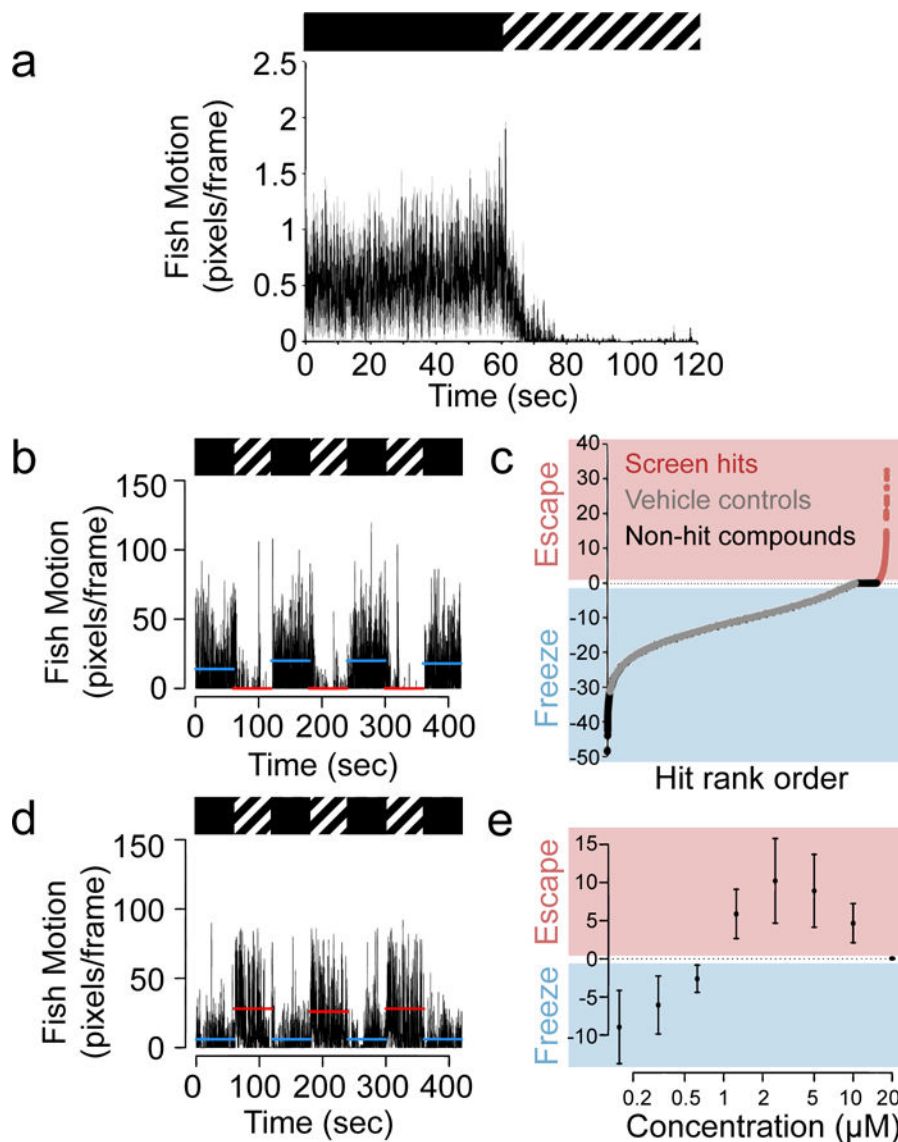 a
2.5
2
1.5
1
0.5
0
Fish Motion
(pixels/frame)
0 20 40 60 80 100 120
Time (sec)
b
150
100
50
0
Fish Motion
(pixels/frame)
0 100 200 300 400
Time (sec)
c
40
30
20
10
0
-10
-20
-30
-40
-50
Escape
Freeze
Screen hits
Vehicle controls
Non-hit compounds
Hit rank order
d
150
100
50
0
Fish Motion
(pixels/frame)
0 100 200 300 400
Time (sec)
e
15
10
5
0
-5
-10
Escape
Freeze
0.2 0.5 1 2 5 10 20
Concentration (µM)